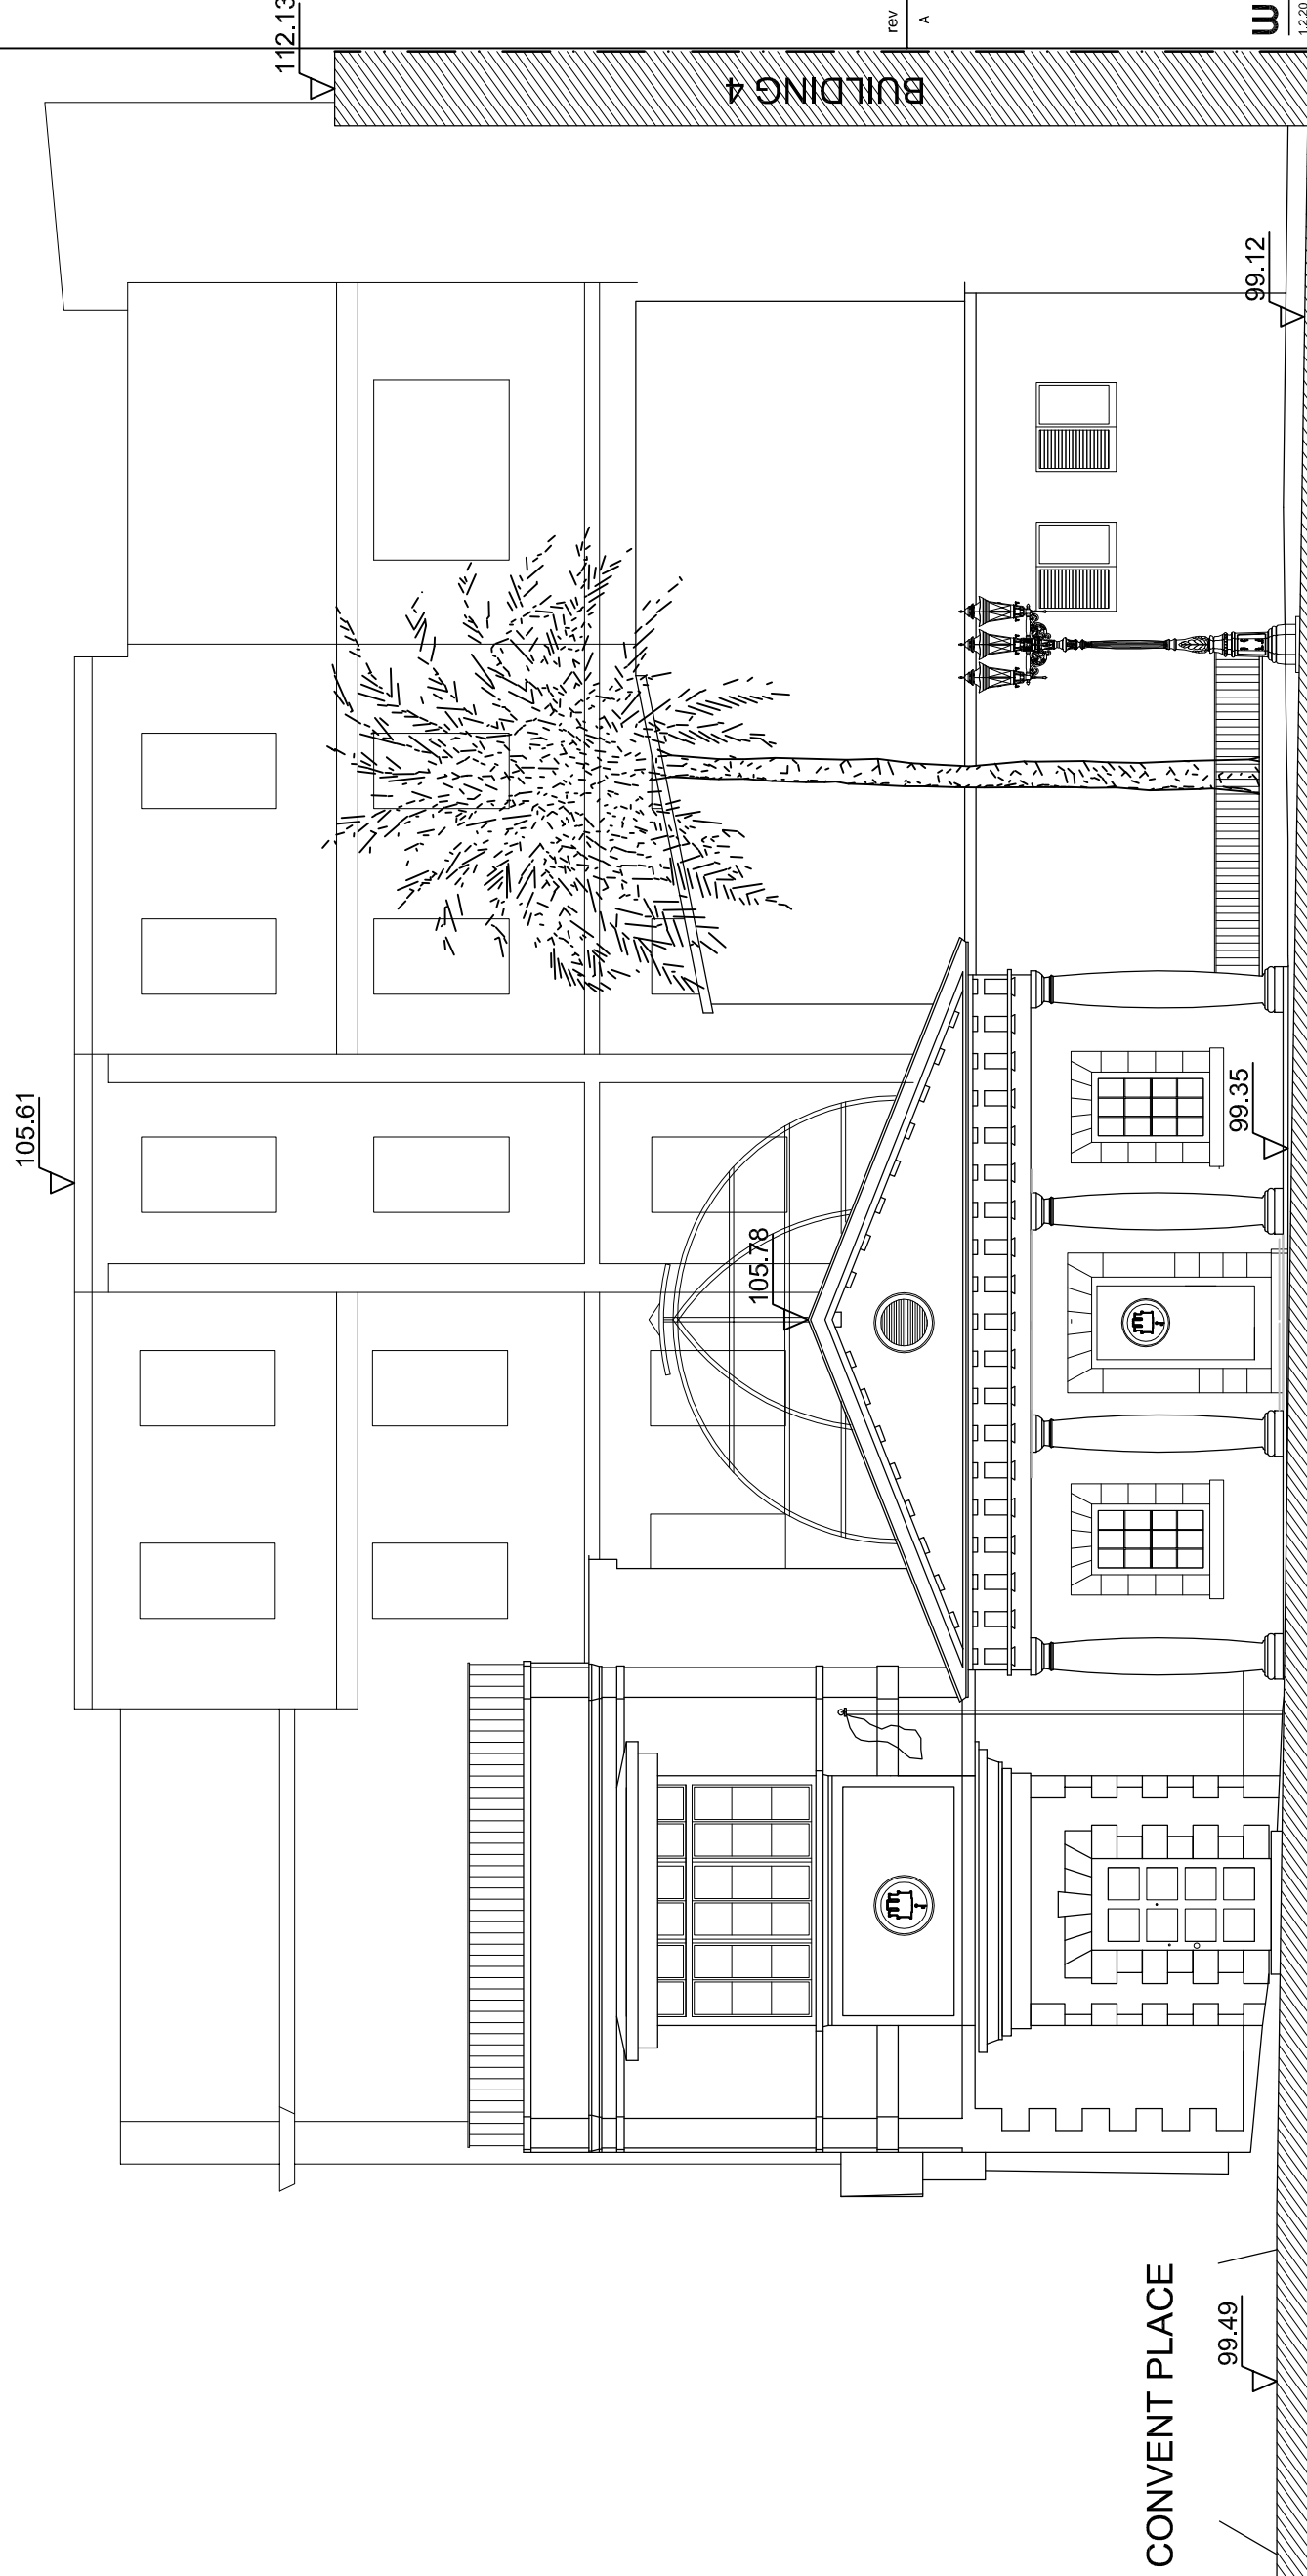 105.61
112.13
BUILDING 4
105.78
99.12
99.35
CONVENT PLACE
99.49
rev
A